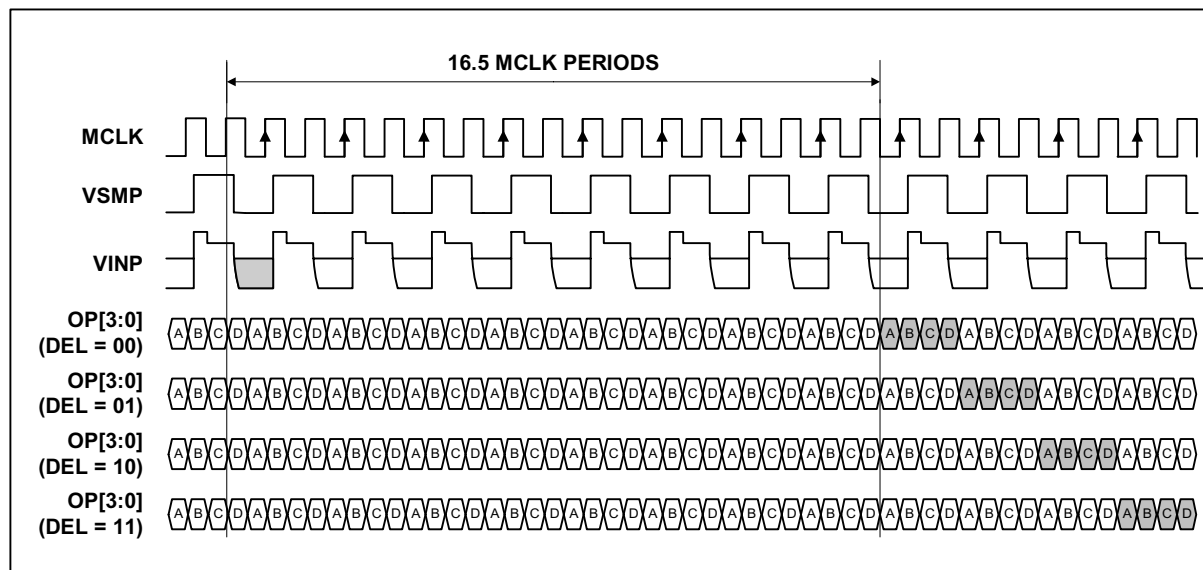 16.5 MCLK PERIODS
MCLK
VSMP
VINP
OP[3:0]
(DEL = 00)
A B C D A B C D A B C D A B C D A B C D A B C D A B C D A B C D A B C D A B C D A B C D A B C D A B C D
OP[3:0]
(DEL = 01)
A B C D A B C D A B C D A B C D A B C D A B C D A B C D A B C D A B C D A B C D A B C D A B C D A B C D
OP[3:0]
(DEL = 10)
A B C D A B C D A B C D A B C D A B C D A B C D A B C D A B C D A B C D A B C D A B C D A B C D A B C D
OP[3:0]
(DEL = 11)
A B C D A B C D A B C D A B C D A B C D A B C D A B C D A B C D A B C D A B C D A B C D A B C D A B C D